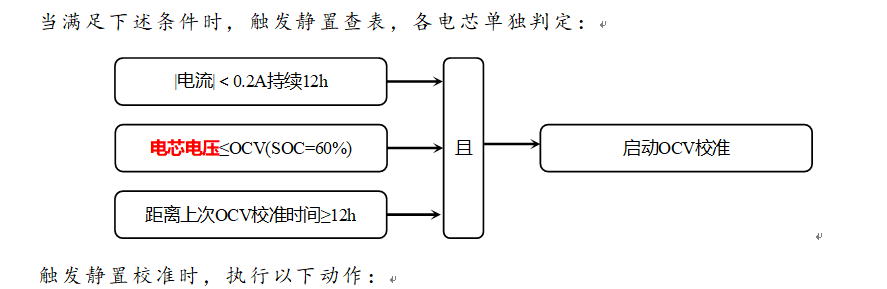 当满足下述条件时，触发静置查表，各电芯单独判定：
|电流|＜0.2A持续12h
电芯电压≤OCV(SOC=60%)
且
启动OCV校准
距离上次OCV校准时间≥12h
触发静置校准时，执行以下动作：